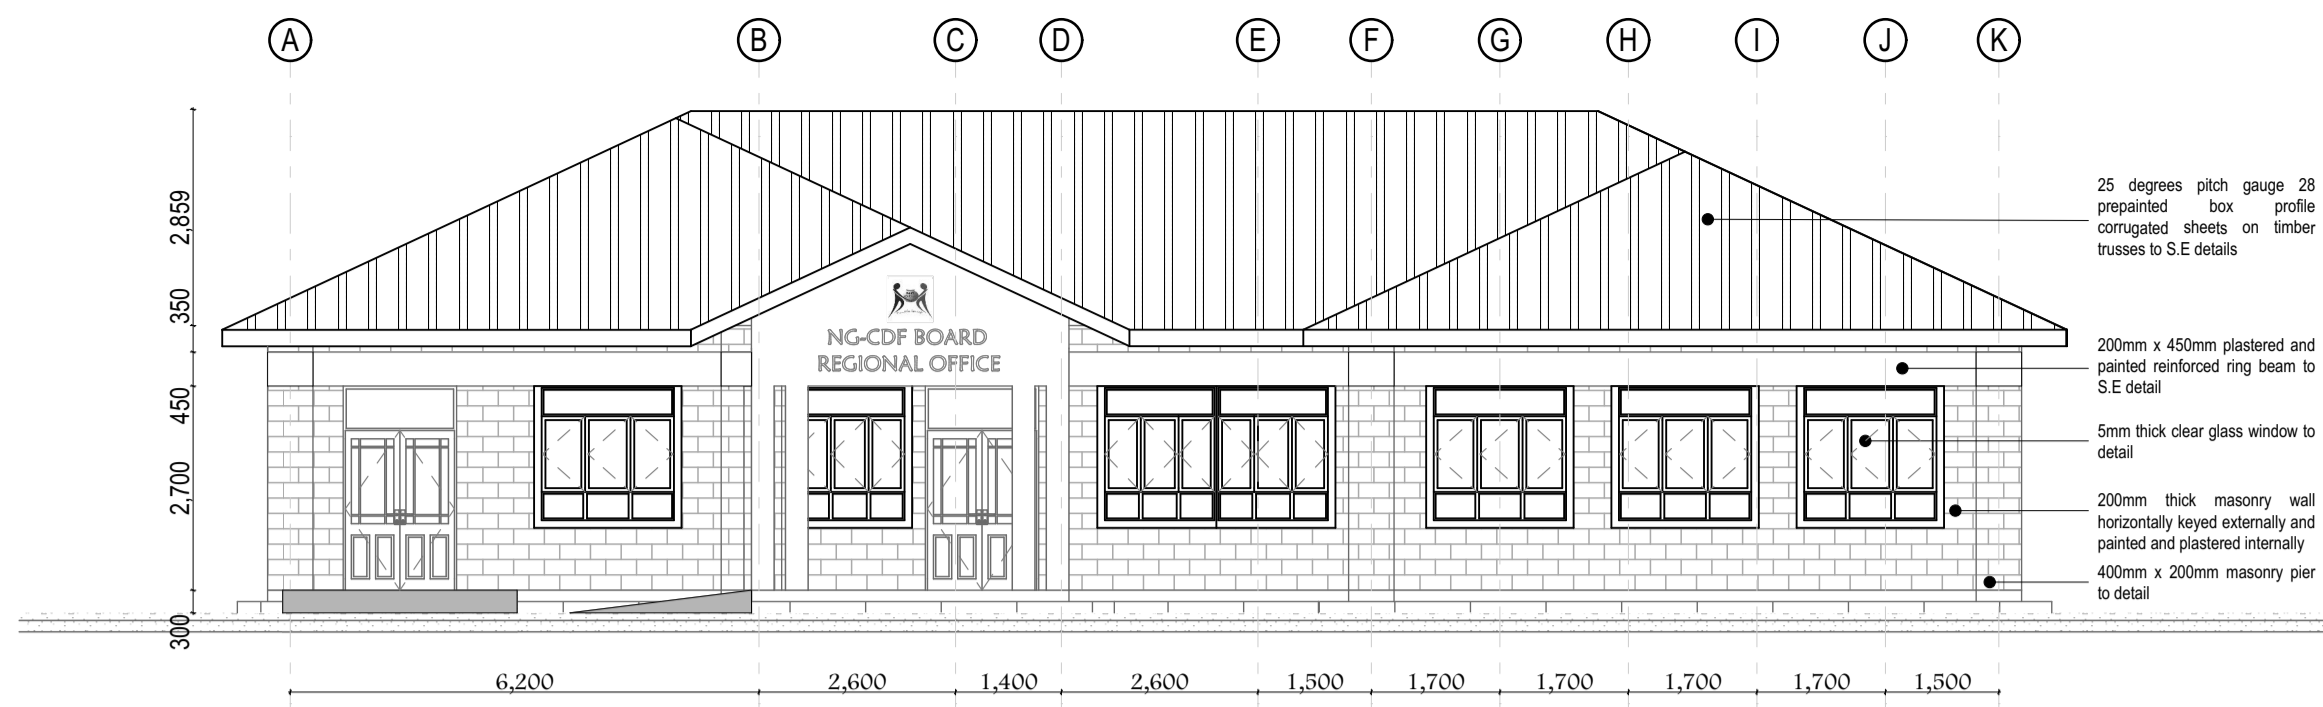 A B C D E F G H I J K
25 degrees pitch gauge 28
prepainted box profile
corrugated sheets on timber
trusses to S.E details
2,859
350
NG-CDF BOARD
REGIONAL OFFICE
200mm x 450mm plastered and
painted reinforced ring beam to
S.E detail
450
5mm thick clear glass window to
detail
2,700
200mm thick masonry wall
horizontally keyed externally and
painted and plastered internally
400mm x 200mm masonry pier
to detail
300
6,200 2,600 1,400 2,600 1,500 1,700 1,700 1,700 1,700 1,500